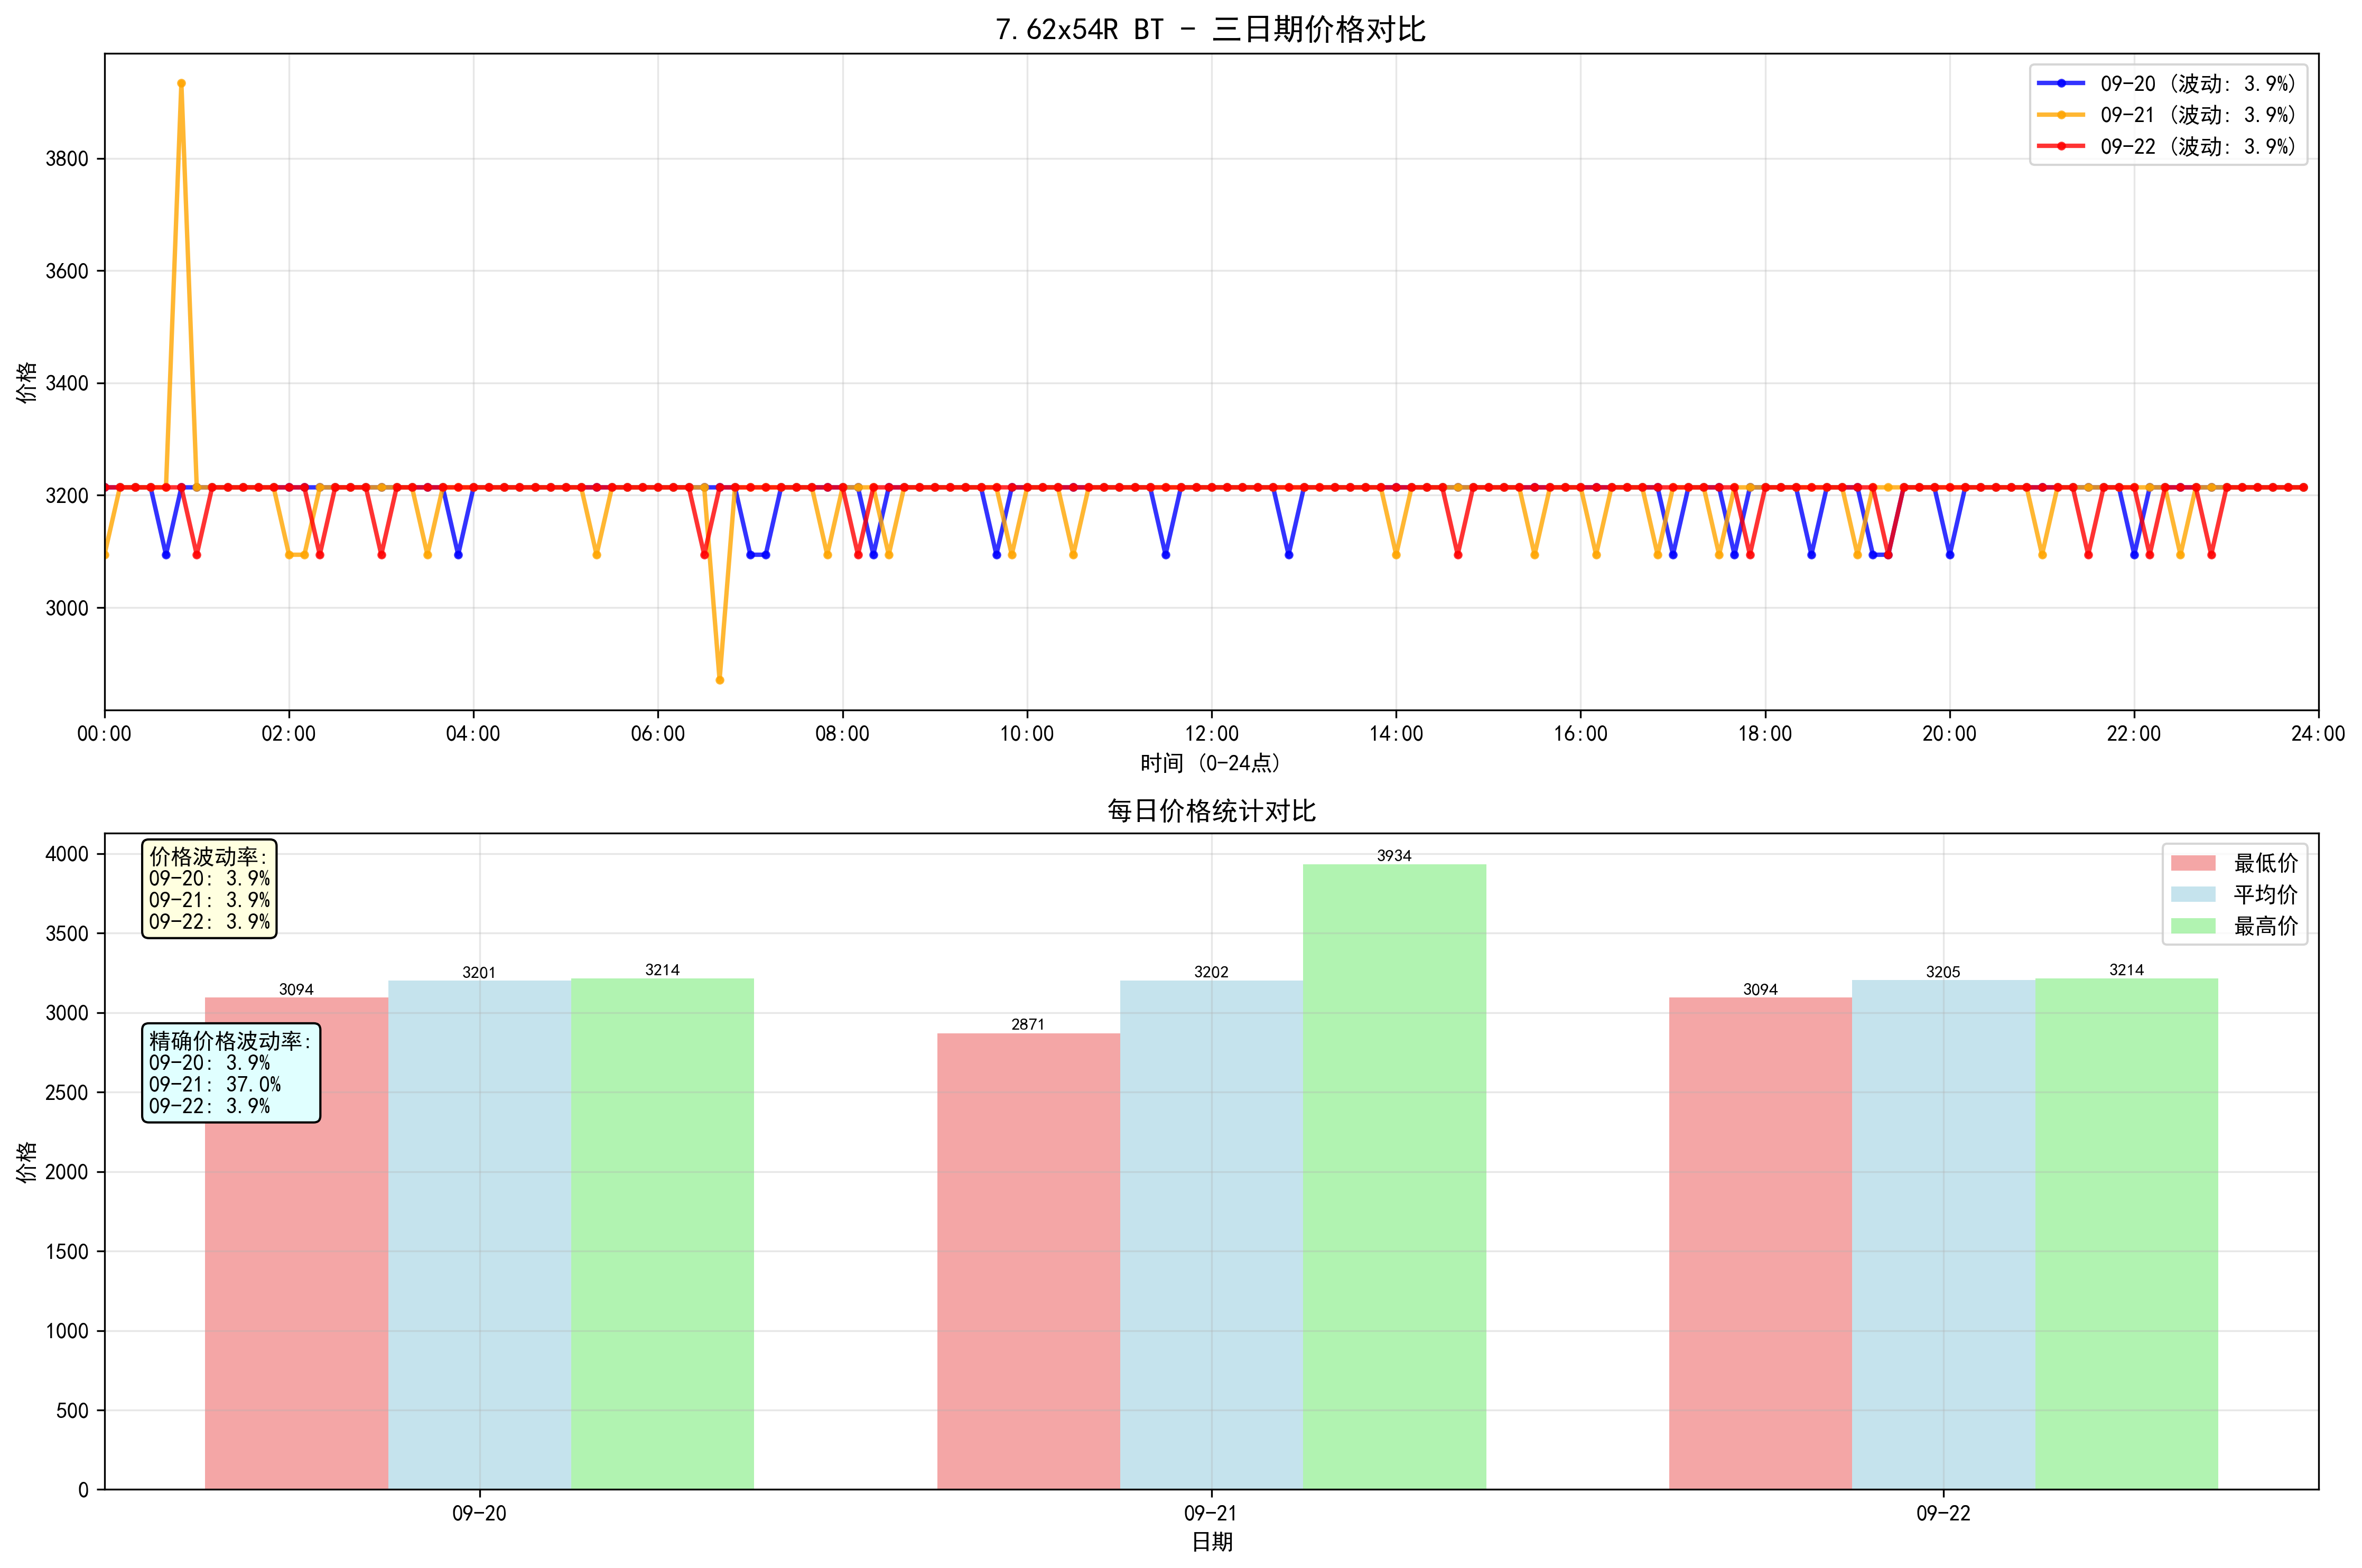 7.62x54R BT - 三日期价格对比
09-20 (波动: 3.9%)
09-21 (波动: 3.9%)
09-22 (波动: 3.9%)
价格
3800
3600
3400
3200
3000
00:00 02:00 04:00 06:00 08:00 10:00 12:00 14:00 16:00 18:00 20:00 22:00 24:00
时间 (0-24点)
每日价格统计对比
价格波动率:
09-20: 3.9%
09-21: 3.9%
09-22: 3.9%
精确价格波动率:
09-20: 3.9%
09-21: 37.0%
09-22: 3.9%
最低价
平均价
最高价
价格
4000
3500
3000
2500
2000
1500
1000
500
0
3094 3201 3214
2871 3202 3934
3094 3205 3214
09-20 09-21 09-22
日期